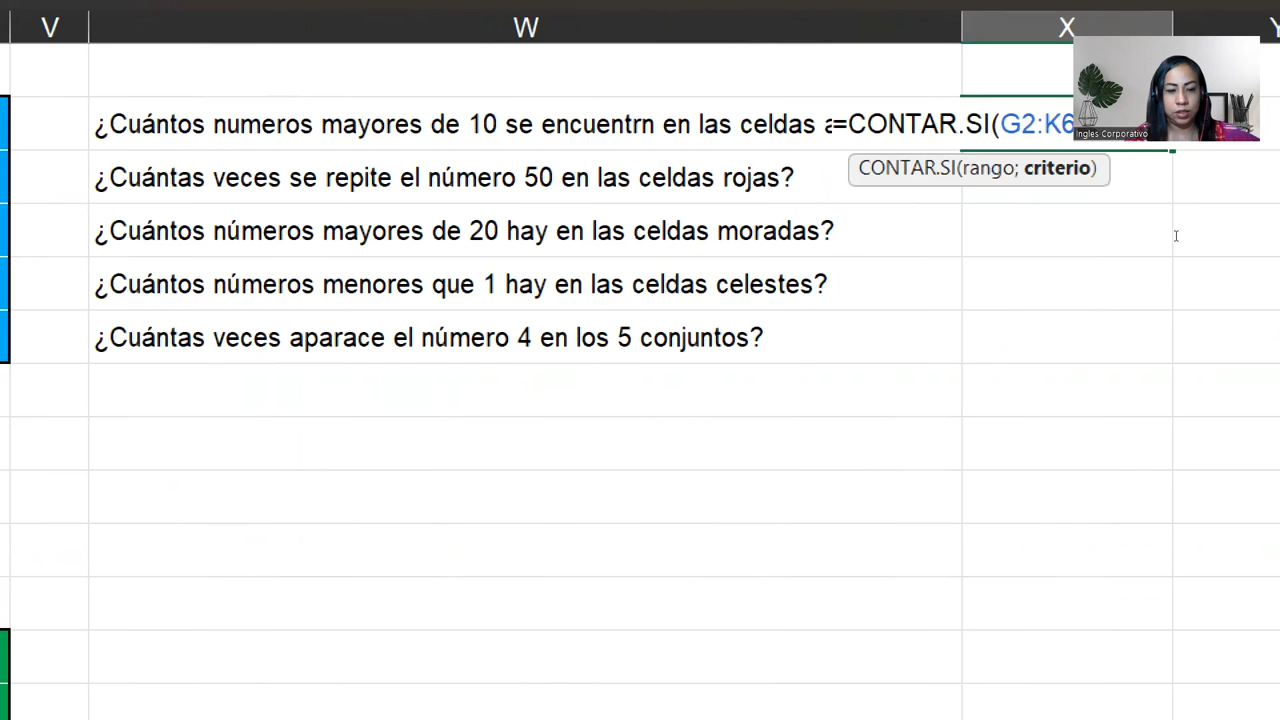 V W X Y
¿Cuántos numeros mayores de 10 se encuentrn en las celdas a=CONTAR.SI(G2:K6
Ingles Corporativo
CONTAR.SI(rango; criterio)
¿Cuántas veces se repite el número 50 en las celdas rojas?
¿Cuántos números mayores de 20 hay en las celdas moradas?
¿Cuántos números menores que 1 hay en las celdas celestes?
¿Cuántas veces aparace el número 4 en los 5 conjuntos?